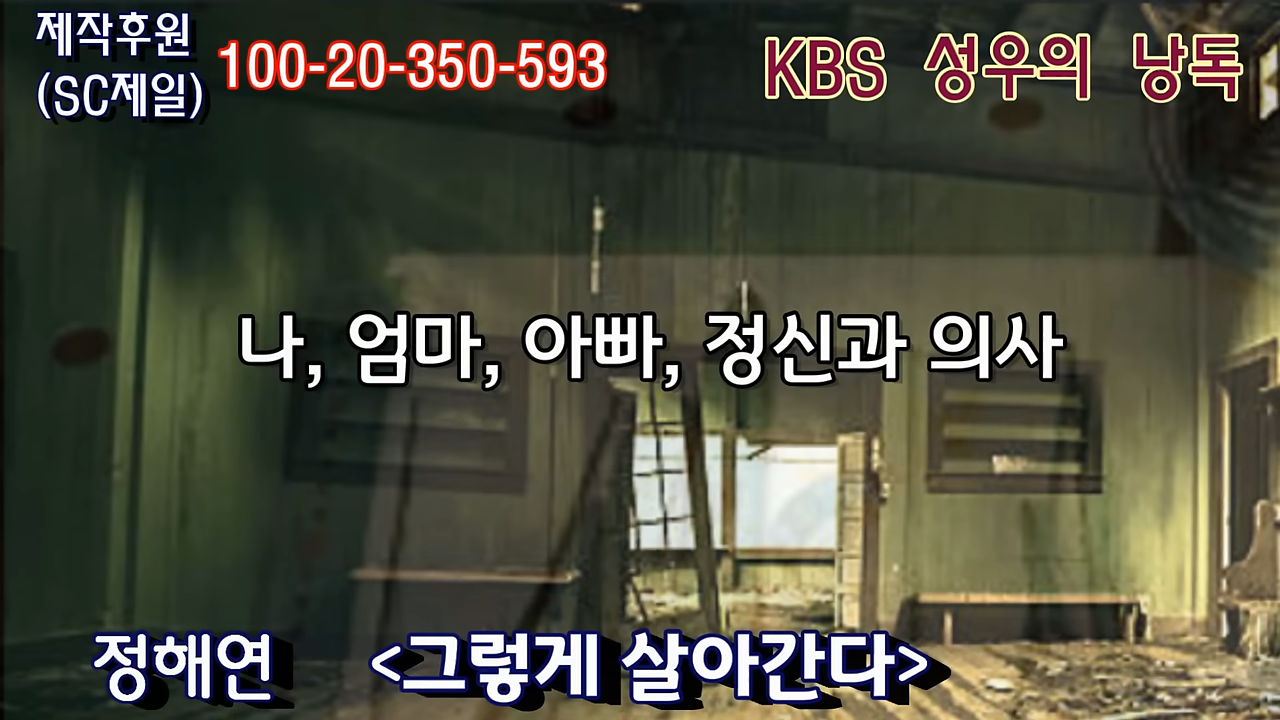 제작후원
(SC제일)
100-20-350-593
KBS 성우의 낭독
나, 엄마, 아빠, 정신과 의사
정해연 <그렇게 살아간다>